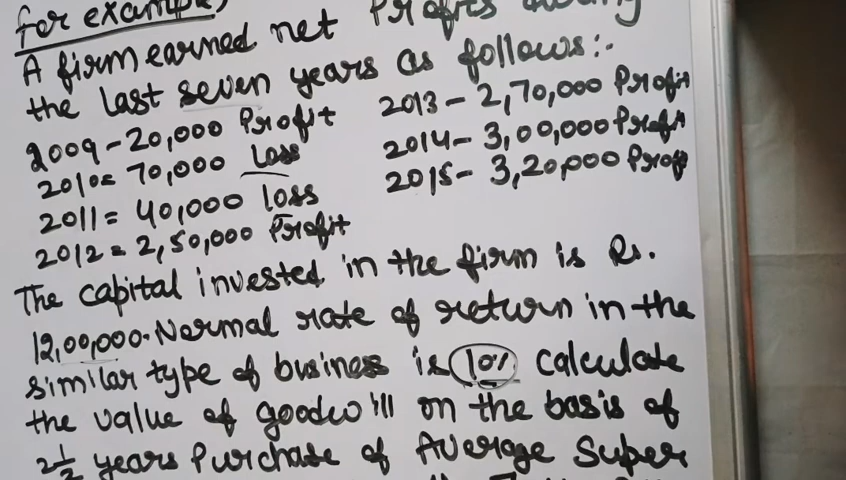 for example,
A firm earned net Profits during
the last seven years as follows:-
2009 - 20,000 Profit
2010 = 70,000 Loss
2011 = 40,000 loss
2012 = 2,50,000 Profit
2013 - 2,70,000 Profit
2014 - 3,00,000 Profit
2015 - 3,20,000 Profit
The capital invested in the firm is Rs.
12,00,000. Normal rate of return in the
similar type of business is 10% calculate
the value of goodwill on the basis of
2 1/2 years Purchase of Average Super